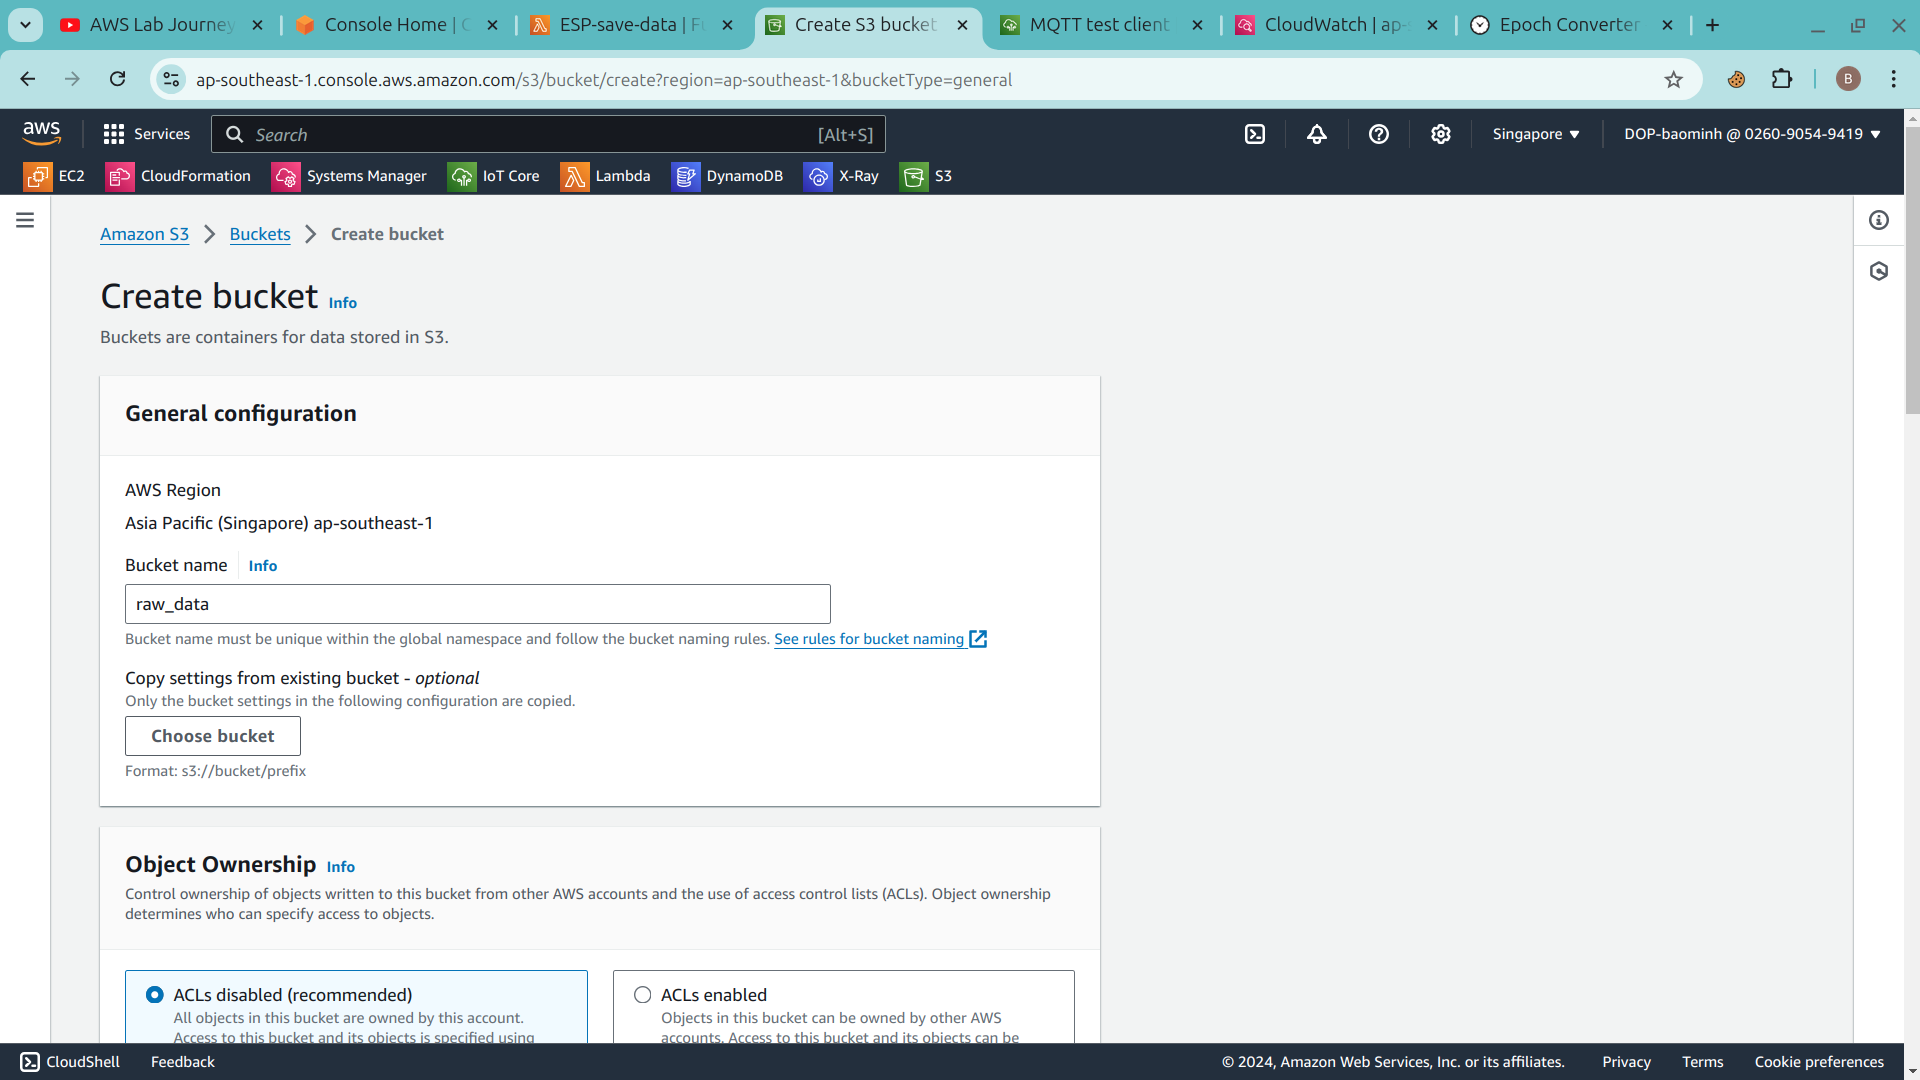 AWS Lab Journey
Console Home | C
ESP-save-data | Fu
Create S3 bucket
MQTT test client
CloudWatch | ap-s
Epoch Converter
ap-southeast-1.console.aws.amazon.com/s3/bucket/create?region=ap-southeast-1&bucketType=general
B
aws
Services
Search
[Alt+S]
Singapore
DOP-baominh @ 0260-9054-9419
EC2
CloudFormation
Systems Manager
IoT Core
Lambda
DynamoDB
X-Ray
S3
Amazon S3
Buckets
Create bucket
Create bucket Info
Buckets are containers for data stored in S3.
General configuration
AWS Region
Asia Pacific (Singapore) ap-southeast-1
Bucket name
Info
raw_data
Bucket name must be unique within the global namespace and follow the bucket naming rules. See rules for bucket naming
Copy settings from existing bucket - optional
Only the bucket settings in the following configuration are copied.
Choose bucket
Format: s3://bucket/prefix
Object Ownership Info
Control ownership of objects written to this bucket from other AWS accounts and the use of access control lists (ACLs). Object ownership
determines who can specify access to objects.
ACLs disabled (recommended)
All objects in this bucket are owned by this account.
Access to this bucket and its objects is specified using
ACLs enabled
Objects in this bucket can be owned by other AWS
accounts. Access to this bucket and its objects can be
CloudShell
Feedback
© 2024, Amazon Web Services, Inc. or its affiliates.
Privacy
Terms
Cookie preferences